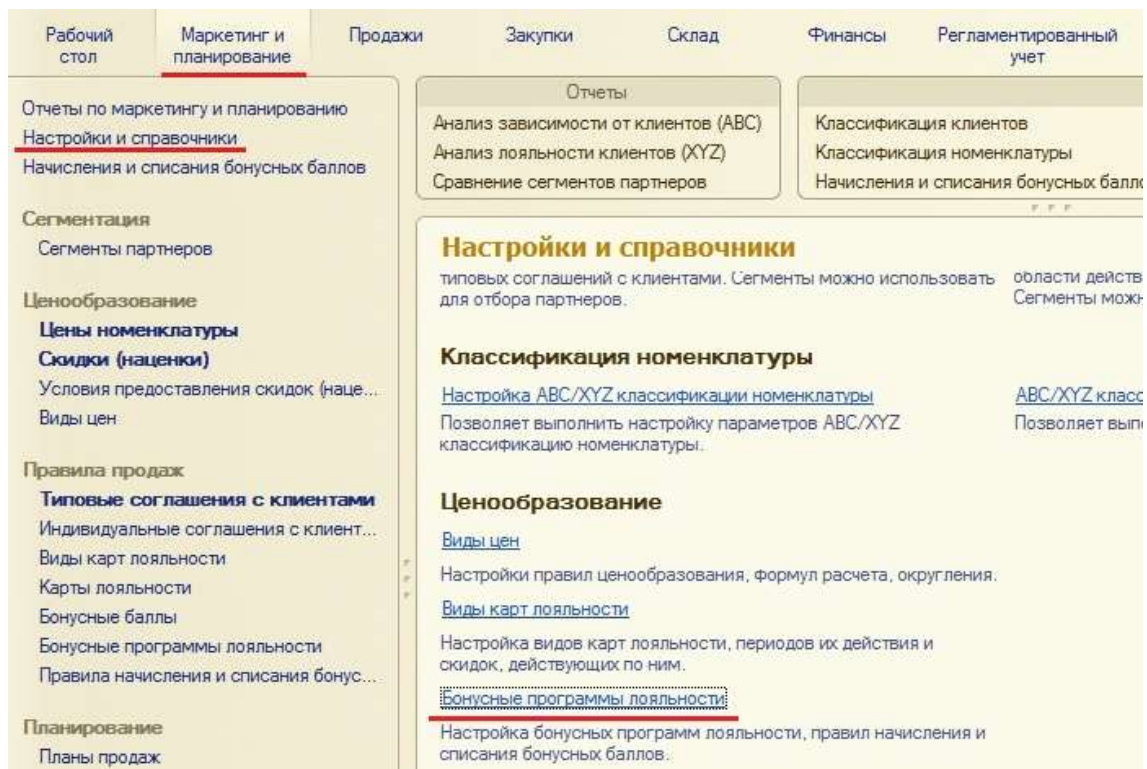 Рабочий стол
Маркетинг и планирование
Продажи
Закупки
Склад
Финансы
Регламентированный учет
Отчеты по маркетингу и планированию
Настройки и справочники
Начисления и списания бонусных баллов
Сегментация
Сегменты партнеров
Ценообразование
Цены номенклатуры
Скидки (наценки)
Условия предоставления скидок (наце...
Виды цен
Правила продаж
Типовые соглашения с клиентами
Индивидуальные соглашения с клиент...
Виды карт лояльности
Карты лояльности
Бонусные баллы
Бонусные программы лояльности
Правила начисления и списания бонус...
Планирование
Планы продаж
Отчеты
Анализ зависимости от клиентов (ABC)
Анализ лояльности клиентов (XYZ)
Сравнение сегментов партнеров
Классификация клиентов
Классификация номенклатуры
Начисления и списания бонусных балло
Настройки и справочники
типовых соглашений с клиентами. Сегменты можно использовать
для отбора партнеров.
области действ
Сегменты можн
Классификация номенклатуры
Настройка ABC/XYZ классификации номенклатуры
Позволяет выполнить настройку параметров ABC/XYZ
классификацию номенклатуры.
ABC/XYZ класс
Позволяет вып
Ценообразование
Виды цен
Настройки правил ценообразования, формул расчета, округления.
Виды карт лояльности
Настройка видов карт лояльности, периодов их действия и
скидок, действующих по ним.
Бонусные программы лояльности
Настройка бонусных программ лояльности, правил начисления и
списания бонусных баллов.